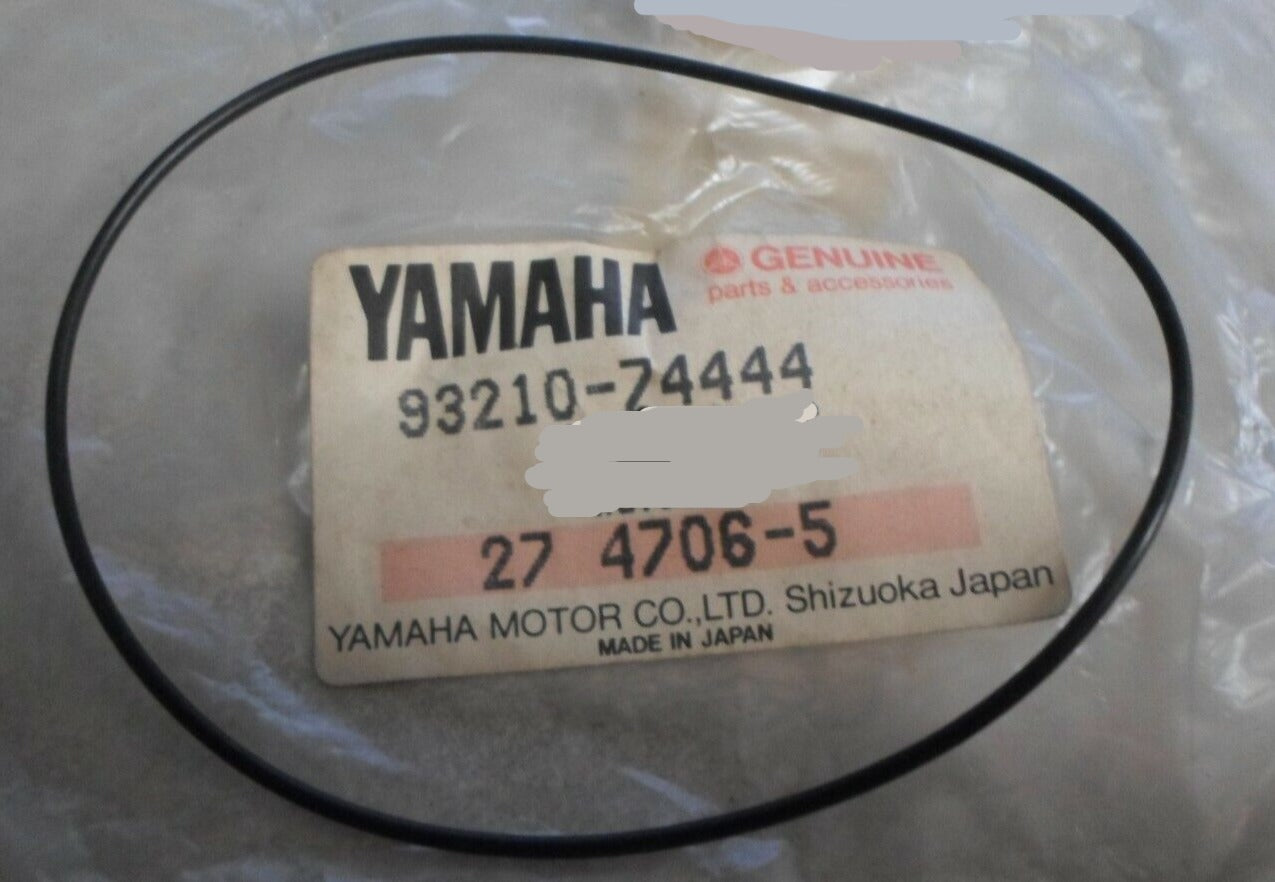 YAMAHA
GENUINE
parts & accessories
93210-74444
27 4706-5
YAMAHA MOTOR CO.,LTD. Shizuoka Japan
MADE IN JAPAN